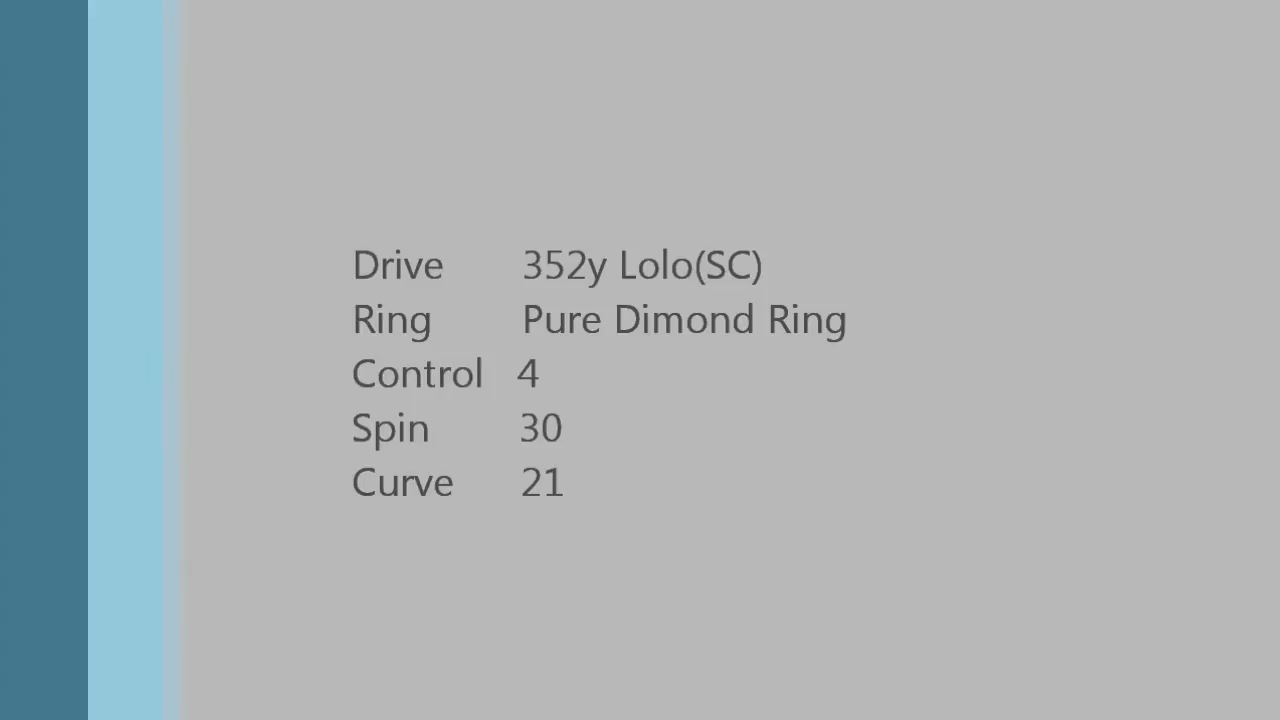 Drive 352y Lolo(SC)
Ring Pure Dimond Ring
Control 4
Spin 30
Curve 21